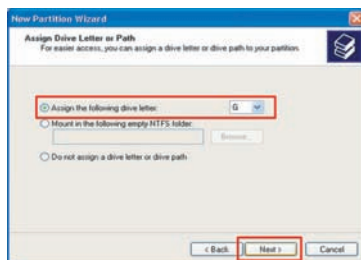 New Partition Wizard
Assign Drive Letter or Path
For easier access, you can assign a drive letter or drive path to your partition.
Assign the following drive letter: G
Mount in the following empty NTFS folder:
Browse...
Do not assign a drive letter or drive path
< Back Next > Cancel